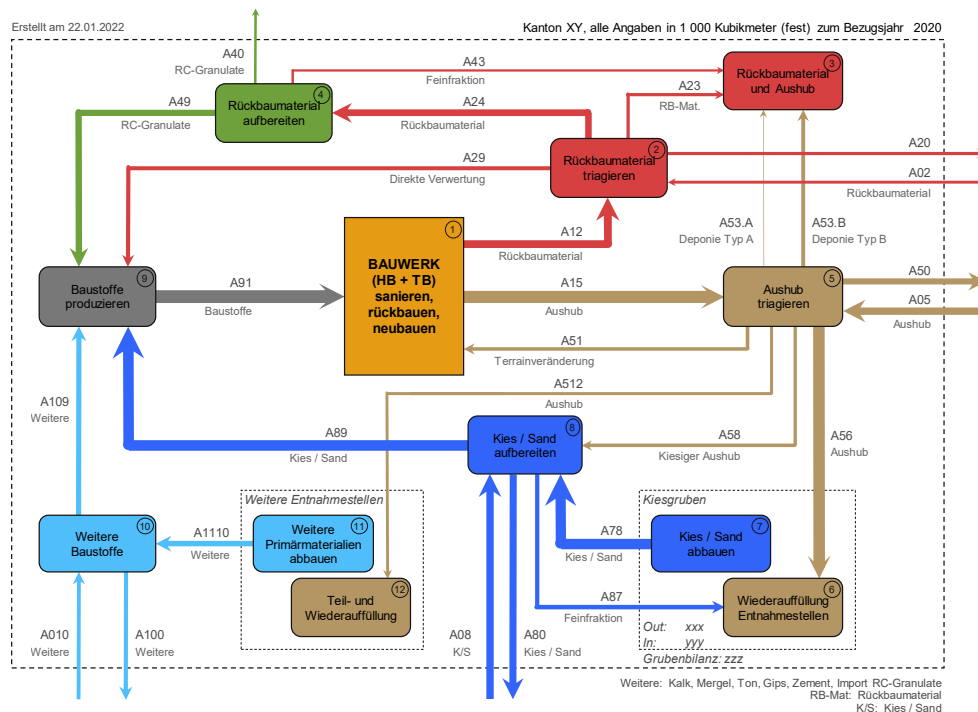 Erstellt am 22.01.2022
Kanton XY, alle Angaben in 1 000 Kubikmeter (fest) zum Bezugsjahr 2020
A40
RC-Granulate
A43
Feinfraktion
3
Rückbaumaterial
und Aushub
4
Rückbaumaterial
aufbereiten
A49
RC-Granulate
A24
Rückbaumaterial
A23
RB-Mat.
2
Rückbaumaterial
triagieren
A20
A02
Rückbaumaterial
A29
Direkte Verwertung
A12
Rückbaumaterial
A53.A
Deponie Typ A
A53.B
Deponie Typ B
1
BAUWERK
(HB + TB)
sanieren,
rückbauen,
neubauen
9
Baustoffe
produzieren
A91
Baustoffe
A15
Aushub
5
Aushub
triagieren
A50
A05
Aushub
A51
Terrainveränderung
A512
Aushub
A109
Weitere
A89
Kies / Sand
8
Kies / Sand
aufbereiten
A58
Kiesiger Aushub
A56
Aushub
Weitere Entnahmestellen
Kiesgruben
10
Weitere
Baustoffe
A1110
Weitere
11
Weitere
Primärmaterialien
abbauen
A78
Kies / Sand
7
Kies / Sand
abbauen
12
Teil- und
Wiederauffüllung
A87
Feinfraktion
6
Wiederauffüllung
Entnahmestellen
A010
Weitere
A100
Weitere
A08
K/S
A80
Kies / Sand
Out: xxx
In: yyy
Grubenbilanz: zzz
Weitere: Kalk, Mergel, Ton, Gips, Zement, Import RC-Granulate
RB-Mat: Rückbaumaterial
K/S: Kies / Sand